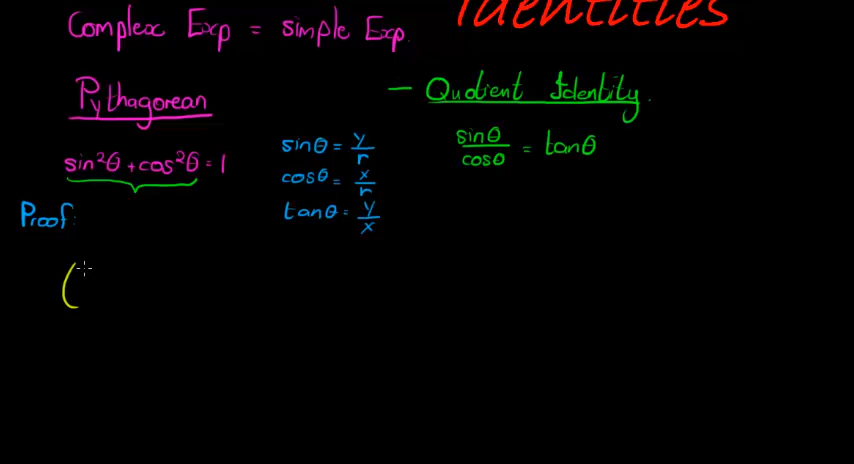 Identities
Complex Exp = simple Exp.
Pythagorean
sin²θ + cos²θ = 1
Proof:
(
sinθ = y/r
cosθ = x/r
tanθ = y/x
— Quotient Identity.
sinθ/cosθ = tanθ